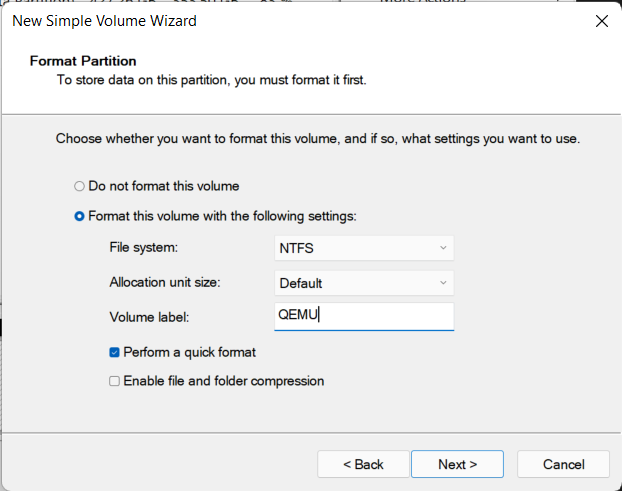 New Simple Volume Wizard
Format Partition
To store data on this partition, you must format it first.
Choose whether you want to format this volume, and if so, what settings you want to use.
Do not format this volume
Format this volume with the following settings:
File system: NTFS
Allocation unit size: Default
Volume label: QEMU
Perform a quick format
Enable file and folder compression
< Back Next > Cancel